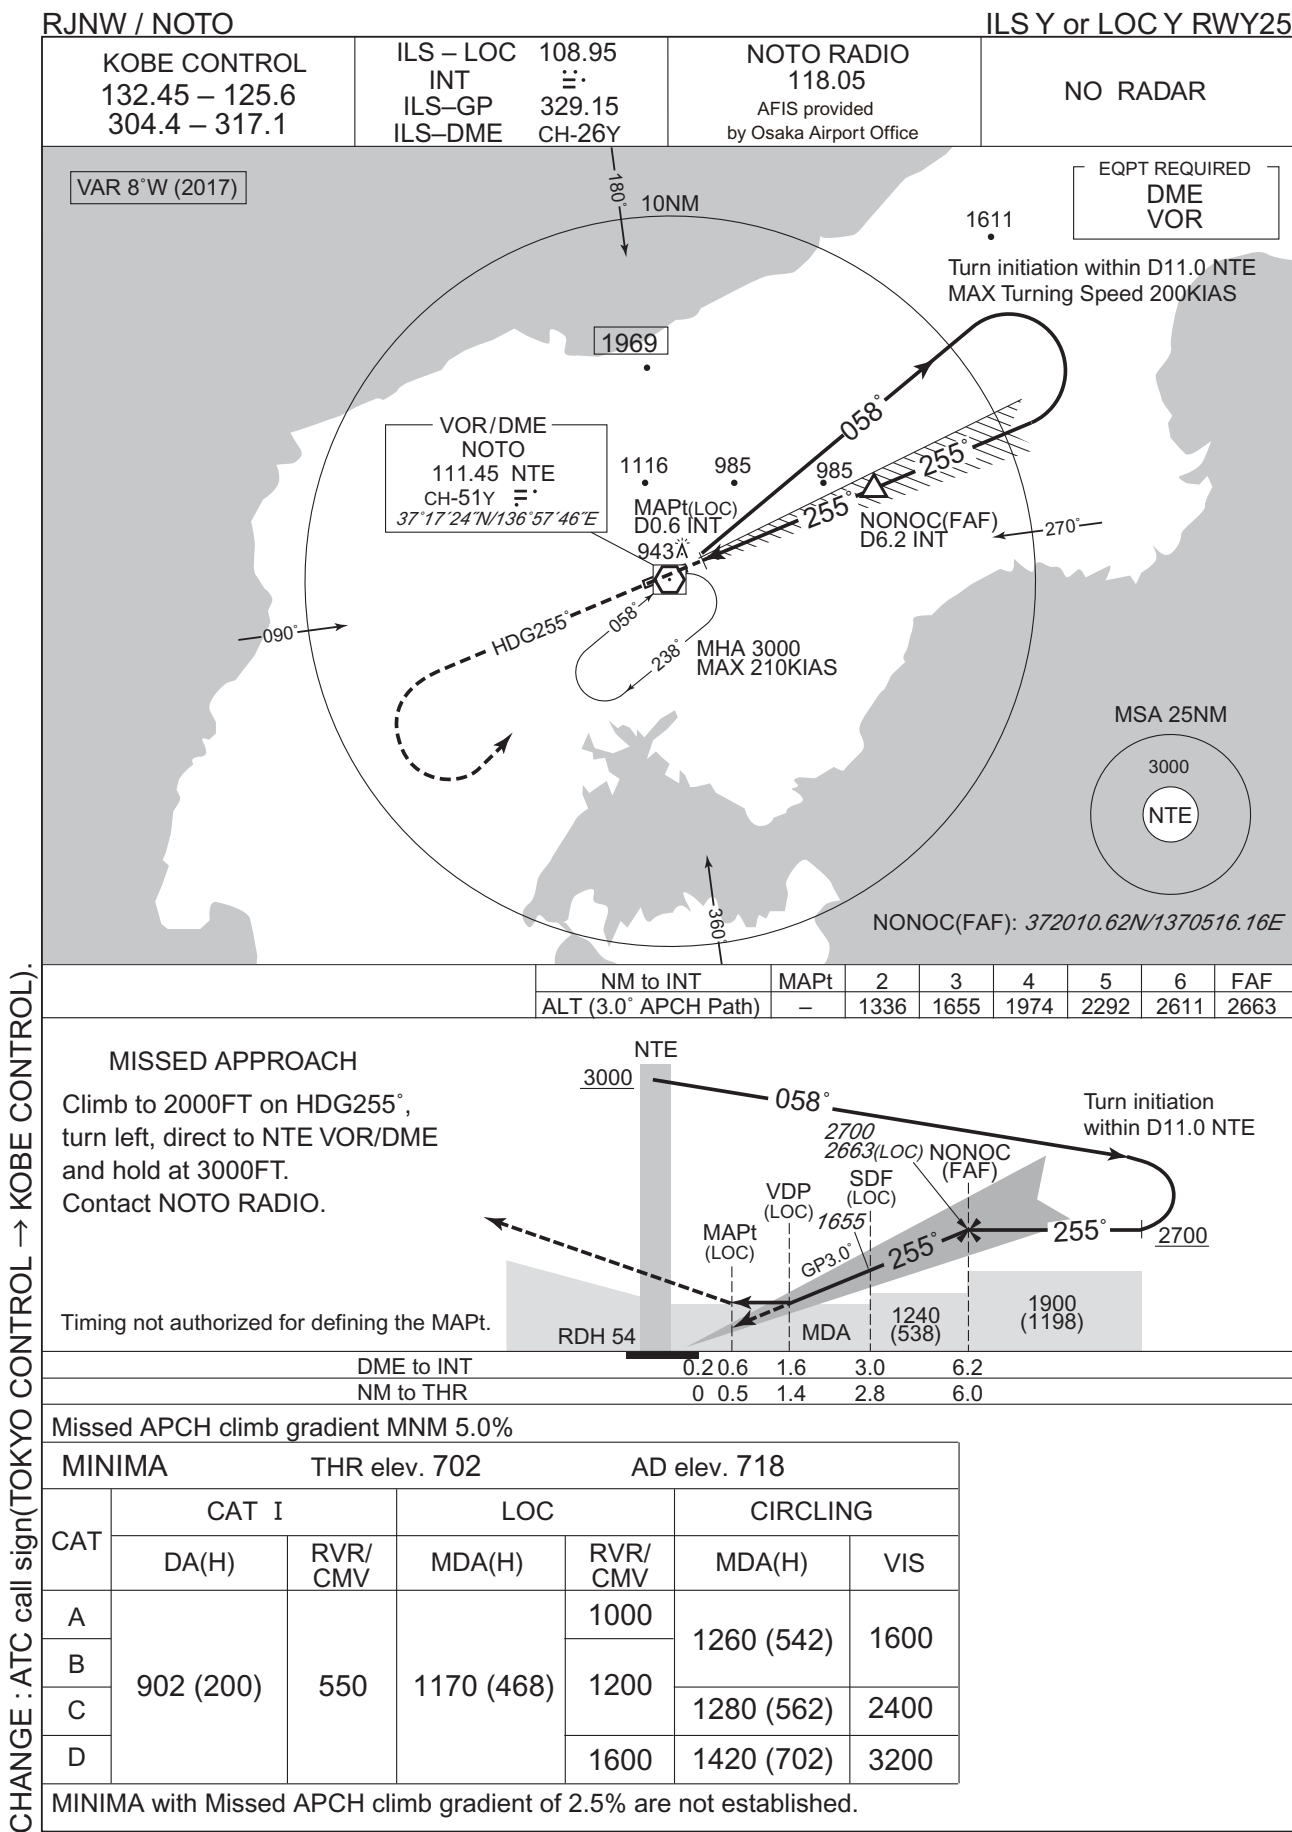 RJNW / NOTO
ILS Y or LOC Y RWY25
KOBE CONTROL
132.45 – 125.6
304.4 – 317.1
ILS – LOC 108.95
INT
ILS–GP 329.15
ILS–DME CH-26Y
NOTO RADIO
118.05
AFIS provided
by Osaka Airport Office
NO RADAR
VAR 8°W (2017)
180°
10NM
EQPT REQUIRED
DME
VOR
1611
Turn initiation within D11.0 NTE
MAX Turning Speed 200KIAS
1969
058°
VOR/DME
NOTO
111.45 NTE
CH-51Y
37°17′24″N/136°57′46″E
1116
985
985
255°
255°
MAPt(LOC)
D0.6 INT
NONOC(FAF)
D6.2 INT
270°
943
090°
HDG255°
058°
238°
MHA 3000
MAX 210KIAS
MSA 25NM
3000
NTE
360°
NONOC(FAF): 372010.62N/1370516.16E
NM to INT MAPt 2 3 4 5 6 FAF
ALT (3.0° APCH Path) – 1336 1655 1974 2292 2611 2663
MISSED APPROACH
Climb to 2000FT on HDG255°,
turn left, direct to NTE VOR/DME
and hold at 3000FT.
Contact NOTO RADIO.
Timing not authorized for defining the MAPt.
NTE
3000
058°
Turn initiation
within D11.0 NTE
2700
2663(LOC)
NONOC
(FAF)
SDF
(LOC)
VDP
(LOC)
1655
MAPt
(LOC)
GP3.0°
255°
255°
2700
RDH 54
MDA
1240
(538)
1900
(1198)
DME to INT 0.2 0.6 1.6 3.0 6.2
NM to THR 0 0.5 1.4 2.8 6.0
Missed APCH climb gradient MNM 5.0%
MINIMA THR elev. 702 AD elev. 718
CAT CAT I LOC CIRCLING
DA(H) RVR/CMV MDA(H) RVR/CMV MDA(H) VIS
A 902 (200) 550 1170 (468) 1000 1260 (542) 1600
B 1200
C 1280 (562) 2400
D 1600 1420 (702) 3200
MINIMA with Missed APCH climb gradient of 2.5% are not established.
CHANGE : ATC call sign(TOKYO CONTROL → KOBE CONTROL).